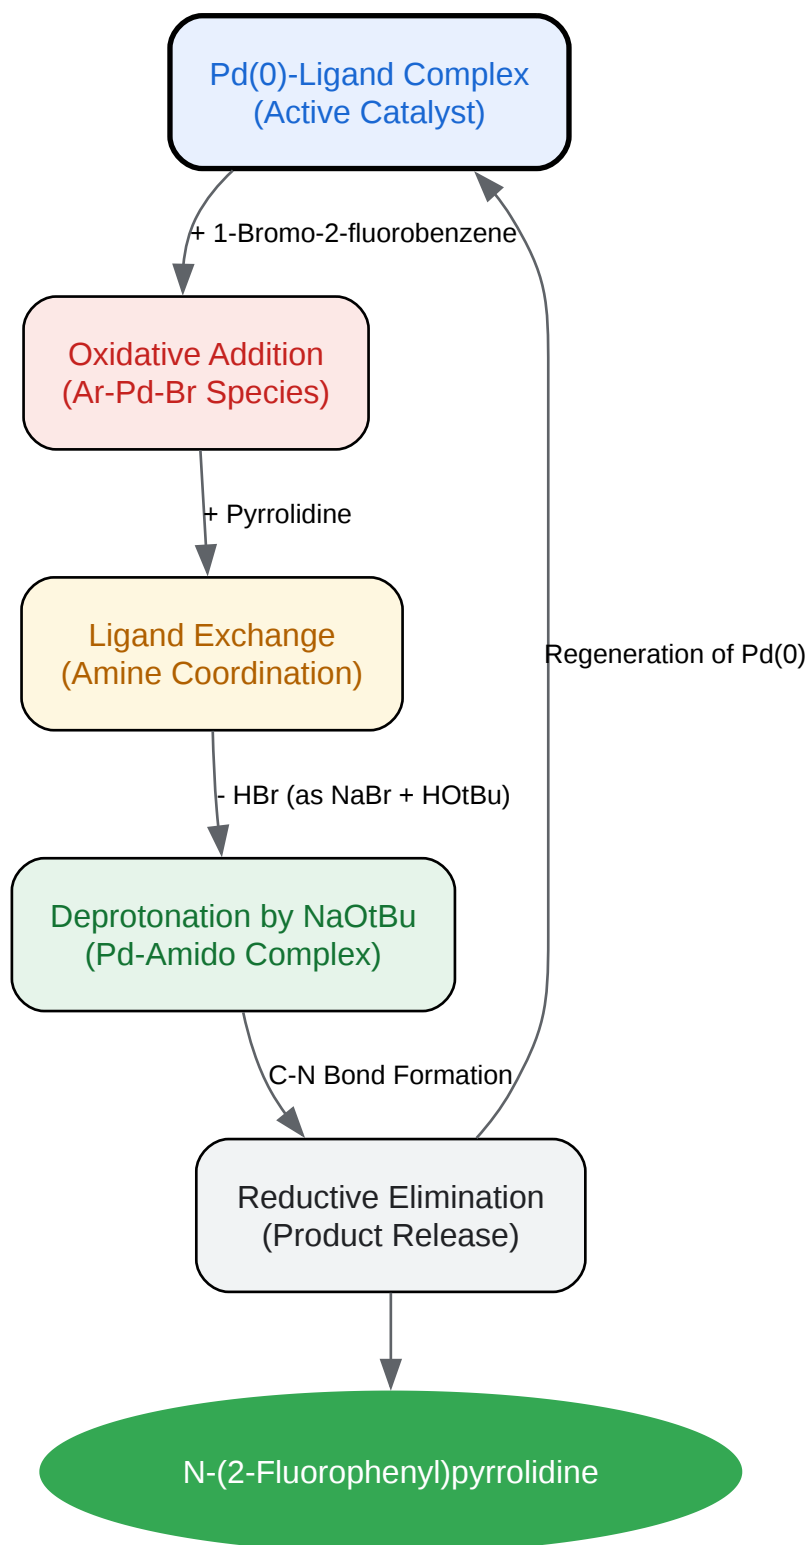 Pd(0)-Ligand Complex
(Active Catalyst)
+ 1-Bromo-2-fluorobenzene
Oxidative Addition
(Ar-Pd-Br Species)
+ Pyrrolidine
Ligand Exchange
(Amine Coordination)
Regeneration of Pd(0)
- HBr (as NaBr + HOtBu)
Deprotonation by NaOtBu
(Pd-Amido Complex)
C-N Bond Formation
Reductive Elimination
(Product Release)
N-(2-Fluorophenyl)pyrrolidine